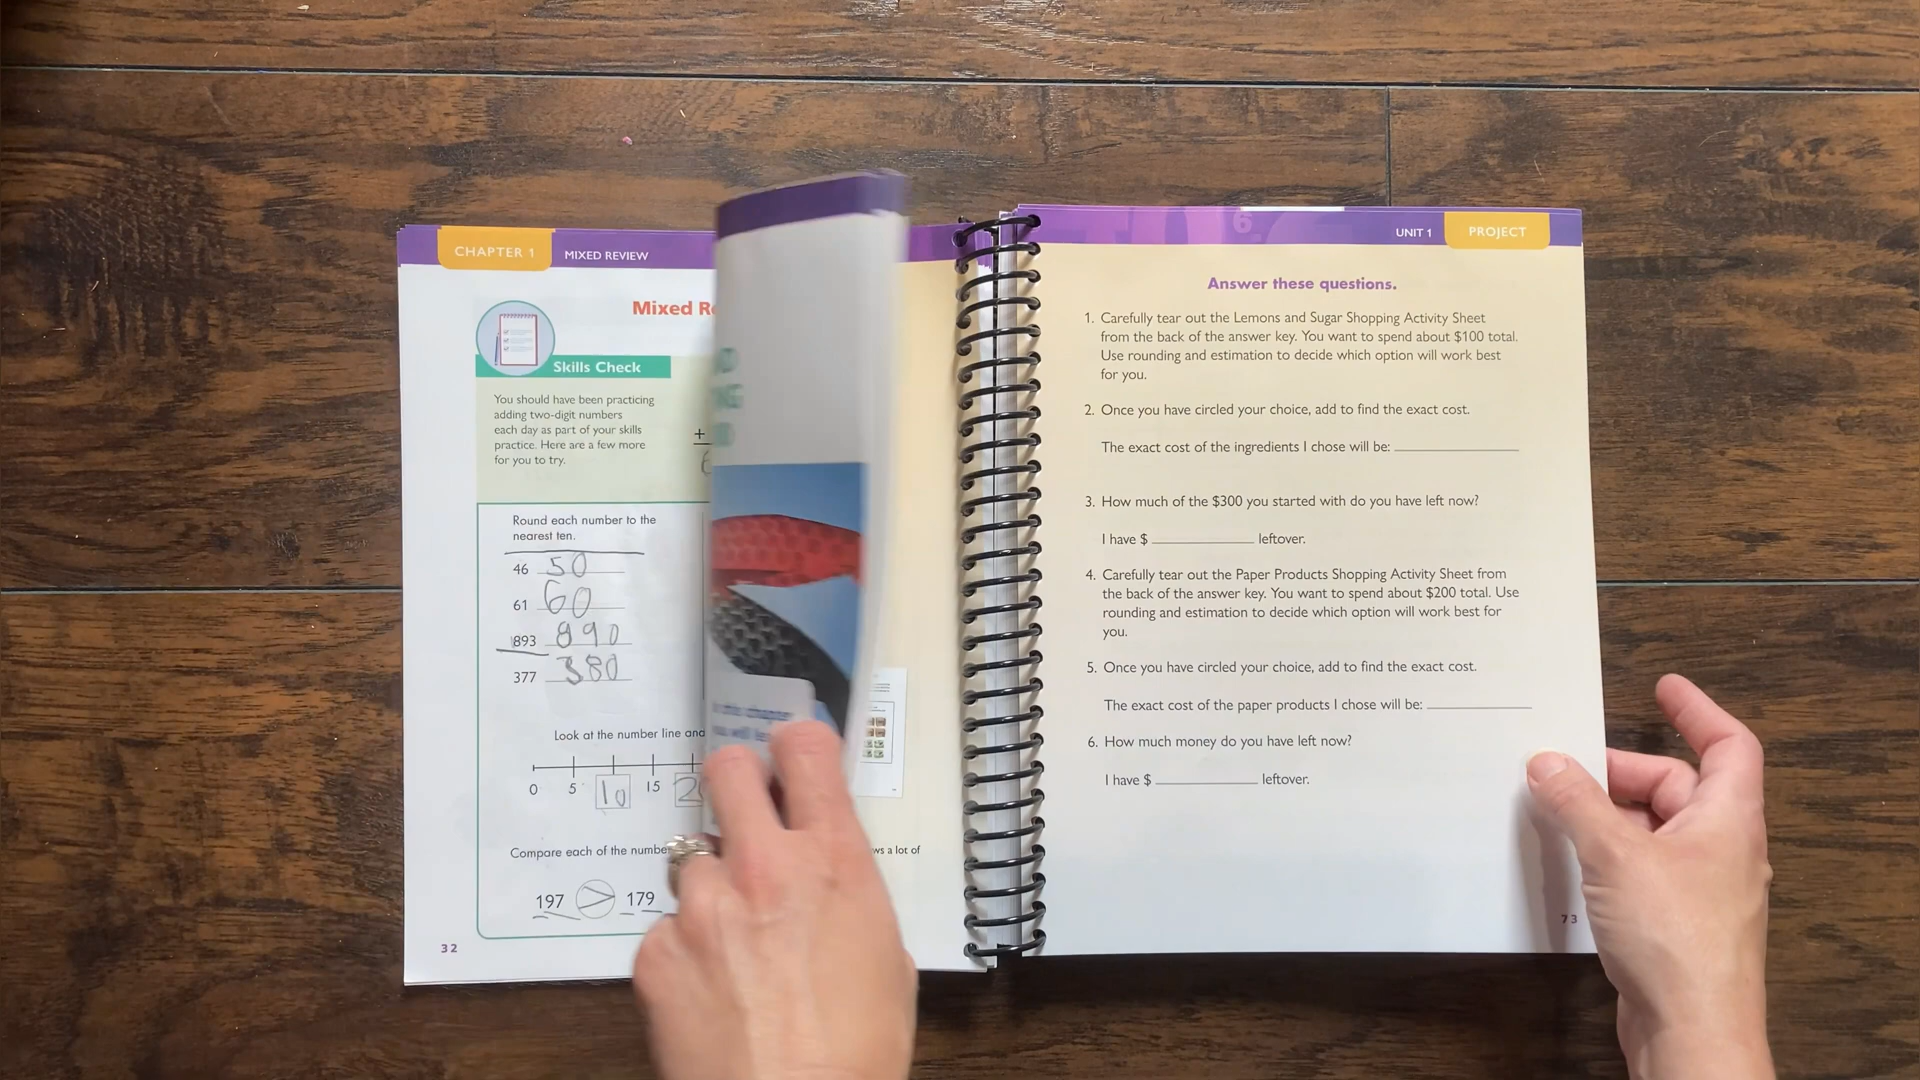 CHAPTER 1 MIXED REVIEW
Mixed
Skills Check
You should have been practicing
adding two-digit numbers
each day as part of your skills
practice. Here are a few more
for you to try.
+
6
Round each number to the
nearest ten.
46 50
61 60
893 890
377 380
Look at the number line and
0 5 10 15 2
Compare each of the
197 > 179
32
ws a lot of
UNIT 1 PROJECT
Answer these questions.
1. Carefully tear out the Lemons and Sugar Shopping Activity Sheet
from the back of the answer key. You want to spend about $100 total.
Use rounding and estimation to decide which option will work best
for you.
2. Once you have circled your choice, add to find the exact cost.
The exact cost of the ingredients I chose will be:
3. How much of the $300 you started with do you have left now?
I have $ leftover.
4. Carefully tear out the Paper Products Shopping Activity Sheet from
the back of the answer key. You want to spend about $200 total. Use
rounding and estimation to decide which option will work best for
you.
5. Once you have circled your choice, add to find the exact cost.
The exact cost of the paper products I chose will be:
6. How much money do you have left now?
I have $ leftover.
73